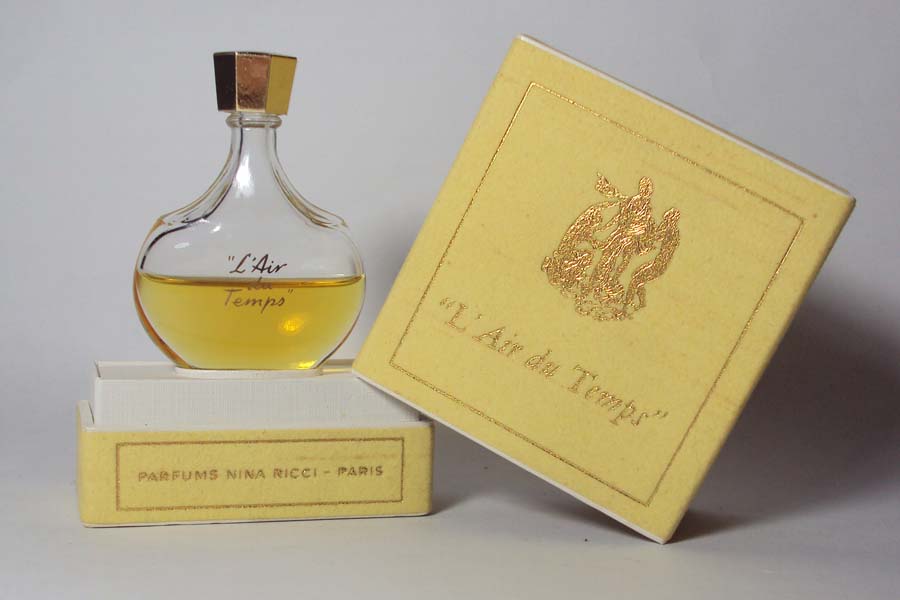 "L'Air
du
Temps"
"L'Air du Temps"
PARFUMS NINA RICCI - PARIS